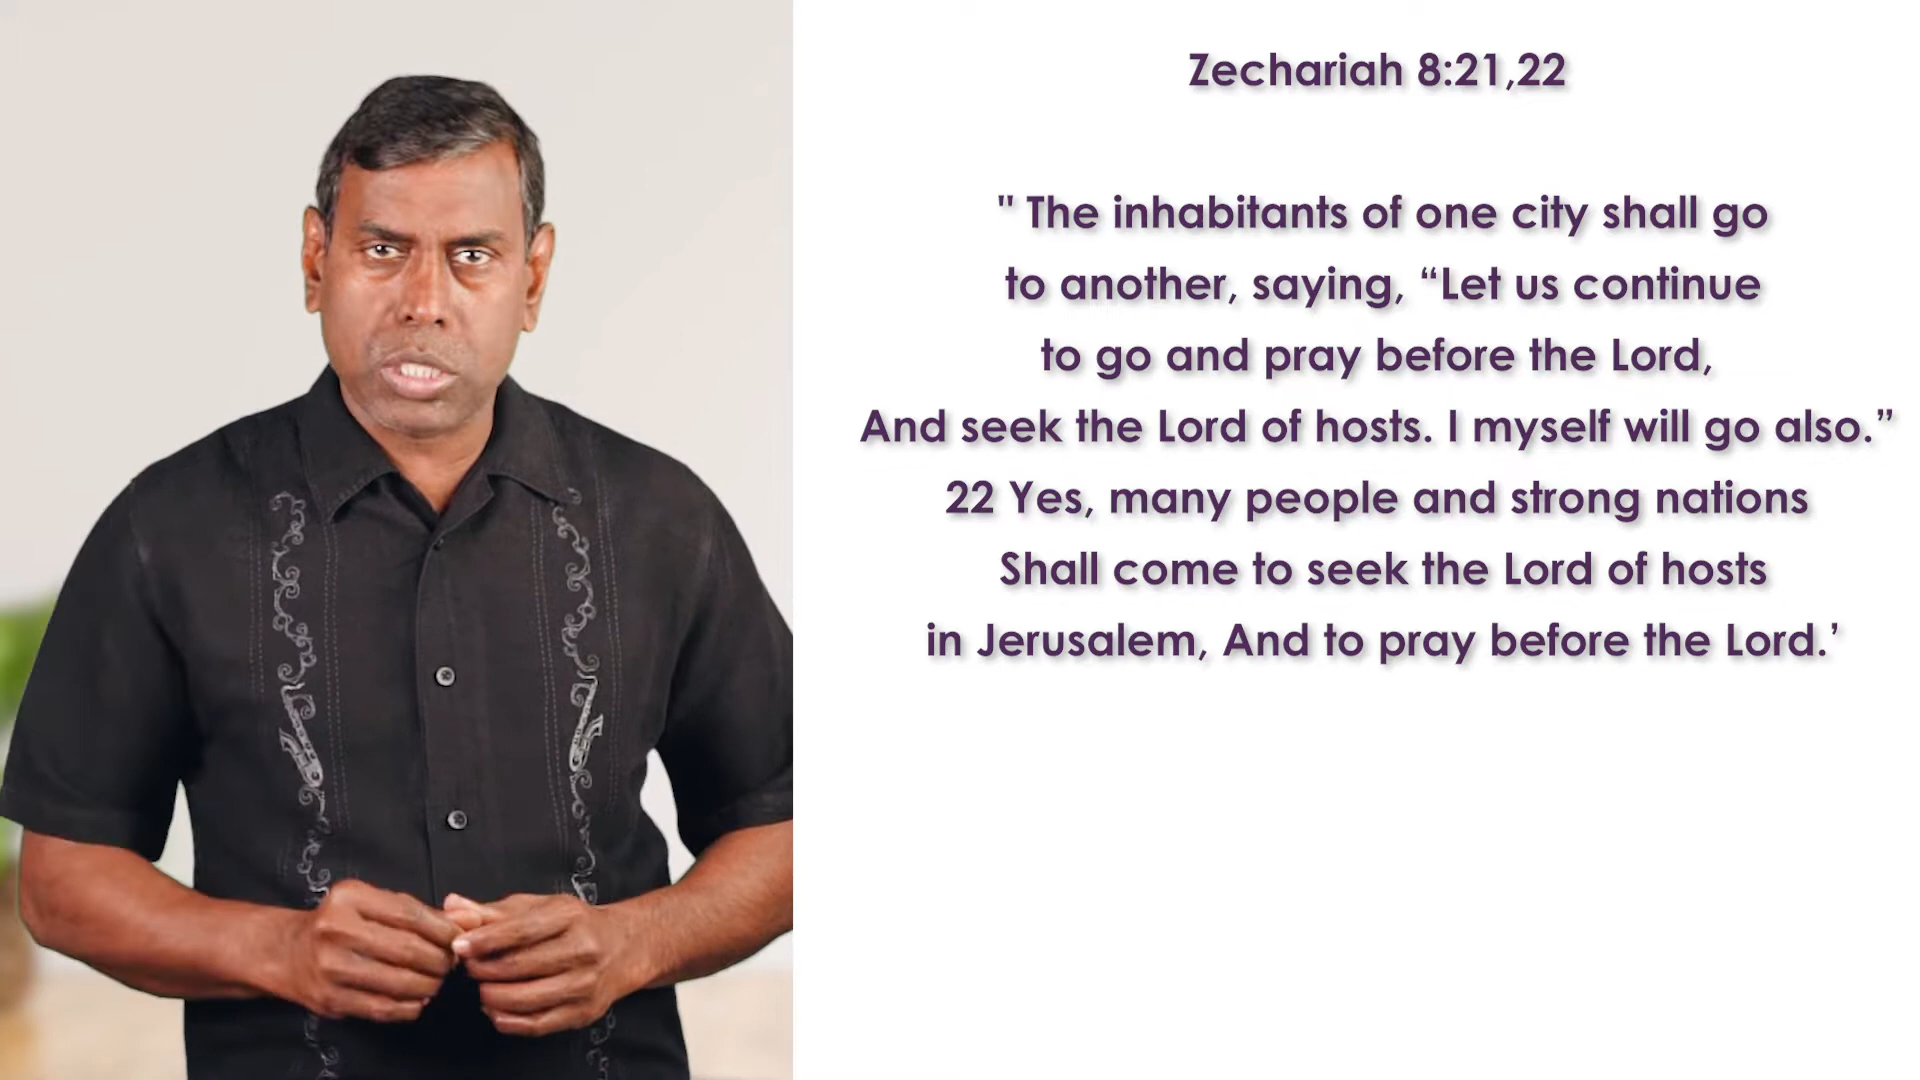 Zechariah 8:21,22
" The inhabitants of one city shall go
to another, saying, “Let us continue
to go and pray before the Lord,
And seek the Lord of hosts. I myself will go also.”
22 Yes, many people and strong nations
Shall come to seek the Lord of hosts
in Jerusalem, And to pray before the Lord.’